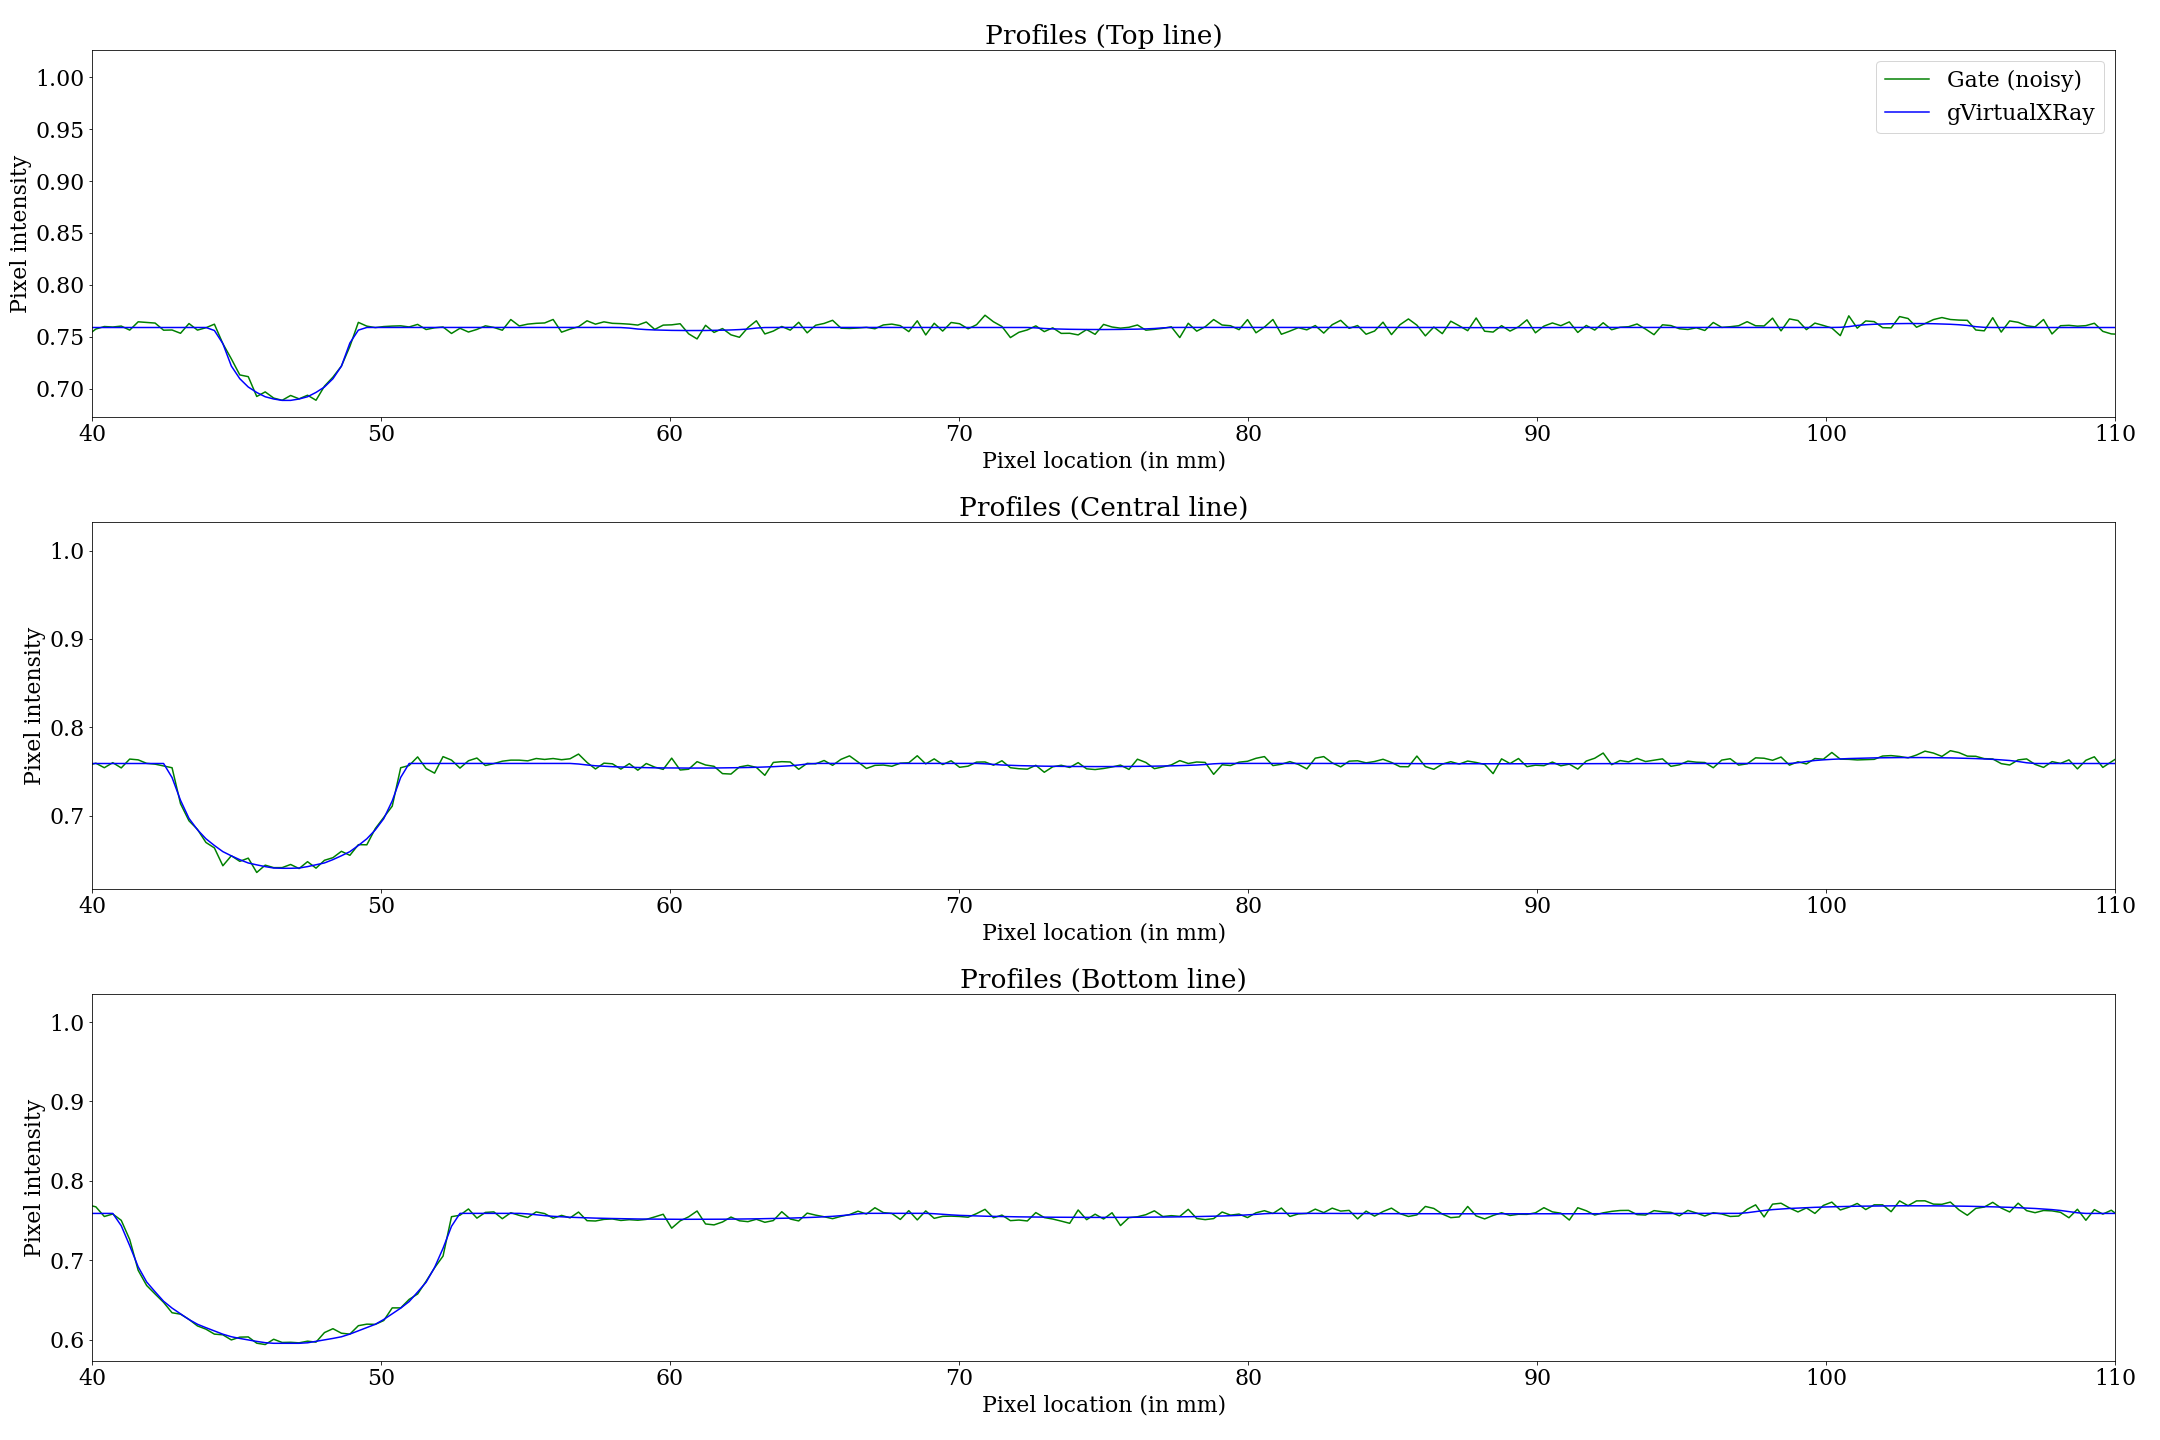 Profiles (Top line)
1.00
0.95
0.90
0.85
0.80
0.75
0.70
Pixel intensity
Gate (noisy)
gVirtualXRay
40 50 60 70 80 90 100 110
Pixel location (in mm)
Profiles (Central line)
1.0
0.9
0.8
0.7
Pixel intensity
40 50 60 70 80 90 100 110
Pixel location (in mm)
Profiles (Bottom line)
1.0
0.9
0.8
0.7
0.6
Pixel intensity
40 50 60 70 80 90 100 110
Pixel location (in mm)